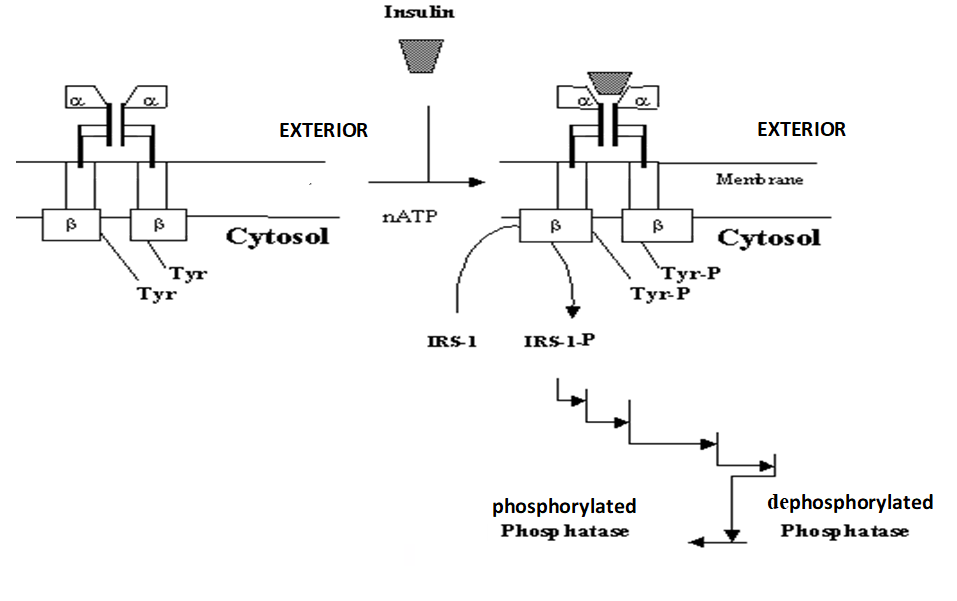 Insulin
α α
α α
EXTERIOR
EXTERIOR
Membrane
nATP
β β
β β
Cytosol
Cytosol
Tyr
Tyr-P
Tyr
Tyr-P
IRS-1
IRS-1-P
phosphorylated
Phosphatase
dephosphorylated
Phosphatase